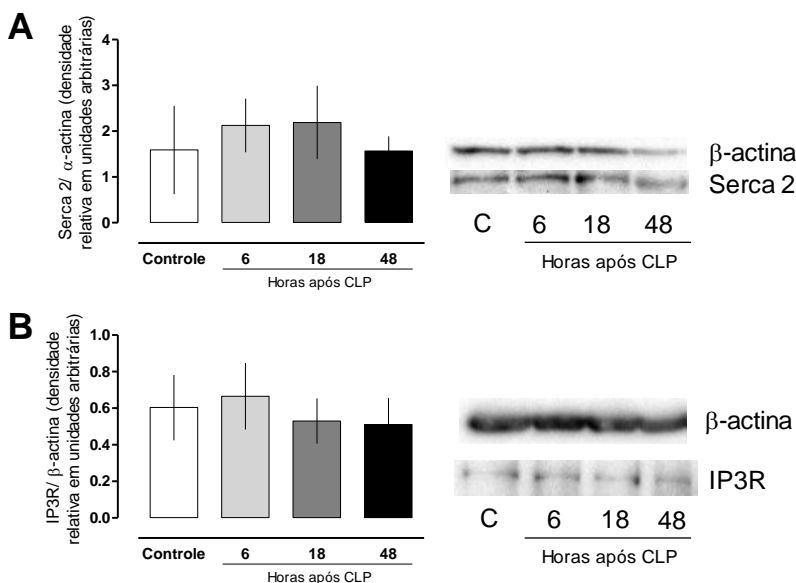 A
Serca 2/ α-actina (densidade
relativa em unidades arbitrárias)
4
3
2
1
0
Controle 6 18 48
Horas após CLP
β-actina
Serca 2
C 6 18 48
Horas após CLP
B
IP3R/ β-actina (densidade
relativa em unidades arbitrárias)
1.0
0.8
0.6
0.4
0.2
0.0
Controle 6 18 48
Horas após CLP
β-actina
IP3R
C 6 18 48
Horas após CLP